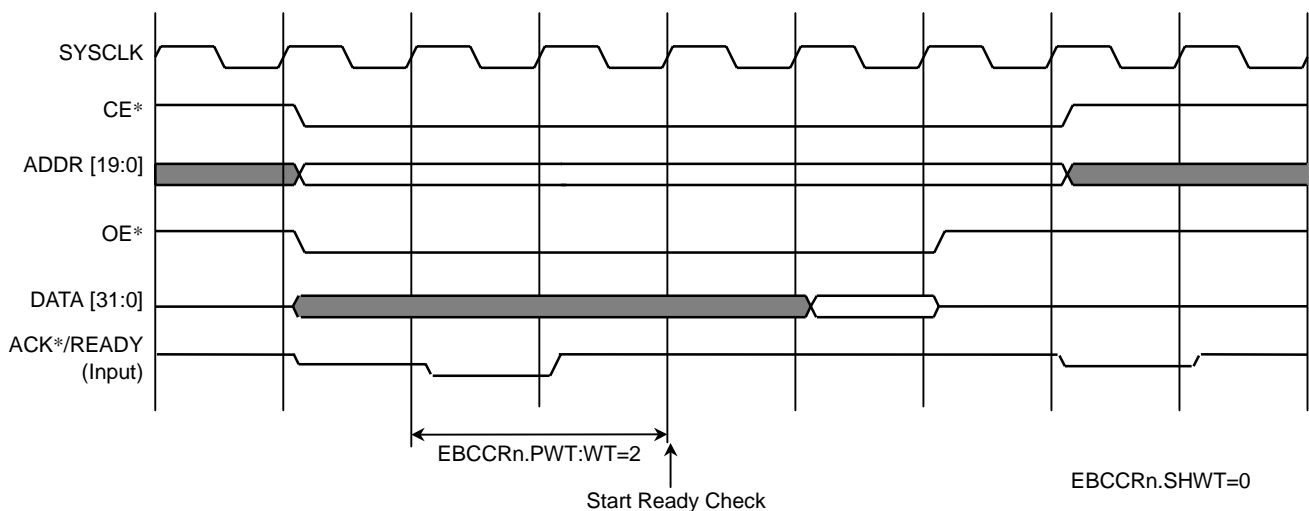 SYSCLK
CE*
ADDR [19:0]
OE*
DATA [31:0]
ACK*/READY
(Input)
EBCCRn.PWT:WT=2
EBCCRn.SHWT=0
Start Ready Check